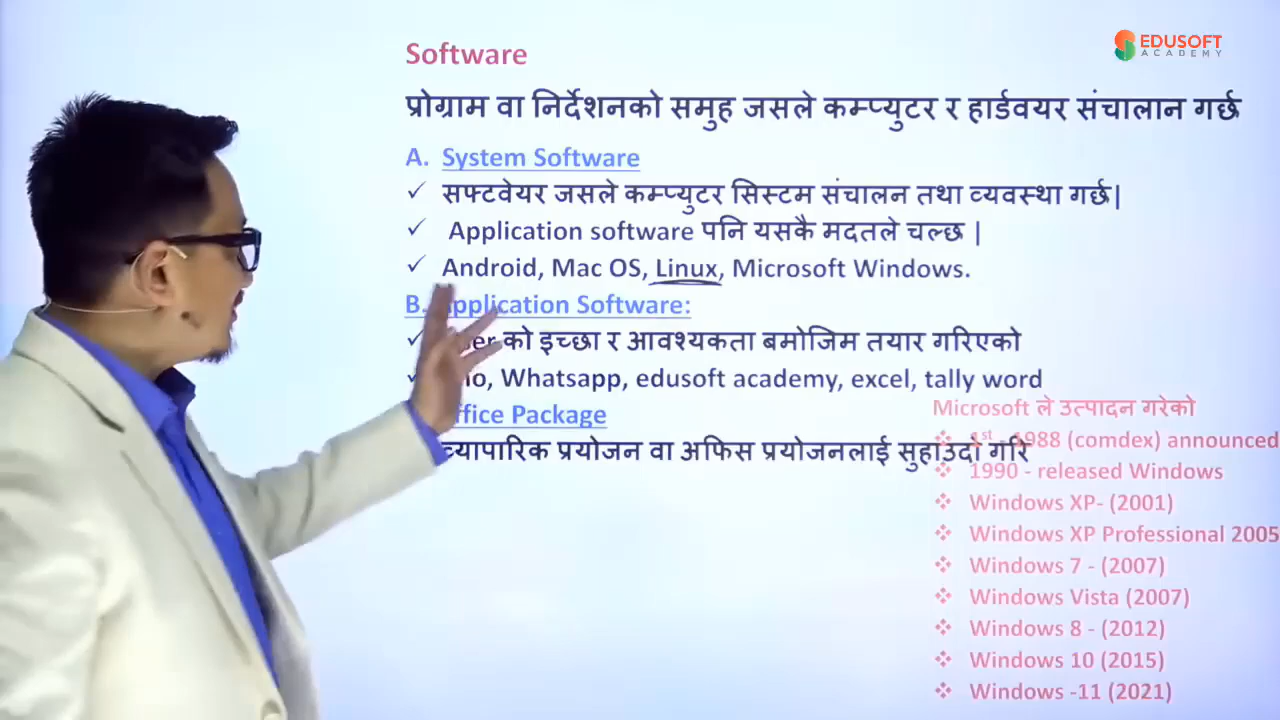 EDUSOFT
ACADEMY
Software
प्रोग्राम वा निर्देशनको समुह जसले कम्प्युटर र हार्डवयर संचालान गर्छ
A. System Software
✓ सफ्टवेयर जसले कम्प्युटर सिस्टम संचालन तथा व्यवस्था गर्छ|
✓ Application software पनि यसकै मदतले चल्छ |
✓ Android, Mac OS, Linux, Microsoft Windows.
B. Application Software:
✓ को इच्छा र आवश्यकता बमोजिम तयार गरिएको
✓ Whatsapp, edusoft academy, excel, tally word
Office Package
व्यापारिक प्रयोजन वा अफिस प्रयोजनलाई सुहाउदो गरि
Microsoft ले उत्पादन गरेको
❖ 1st - 1988 (comdex) announced
❖ 1990 - released Windows
❖ Windows XP- (2001)
❖ Windows XP Professional 2005
❖ Windows 7 - (2007)
❖ Windows Vista (2007)
❖ Windows 8 - (2012)
❖ Windows 10 (2015)
❖ Windows -11 (2021)